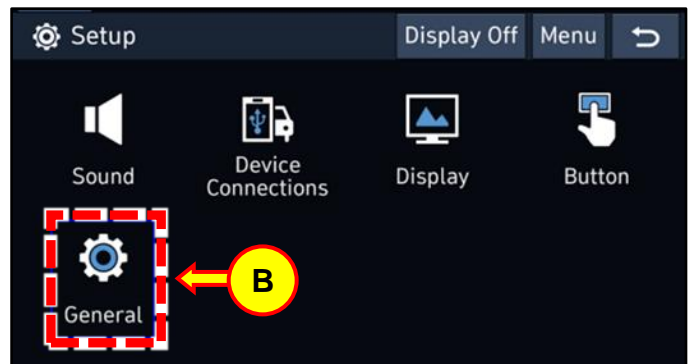 Setup
Display Off
Menu
Sound
Device
Connections
Display
Button
General
B